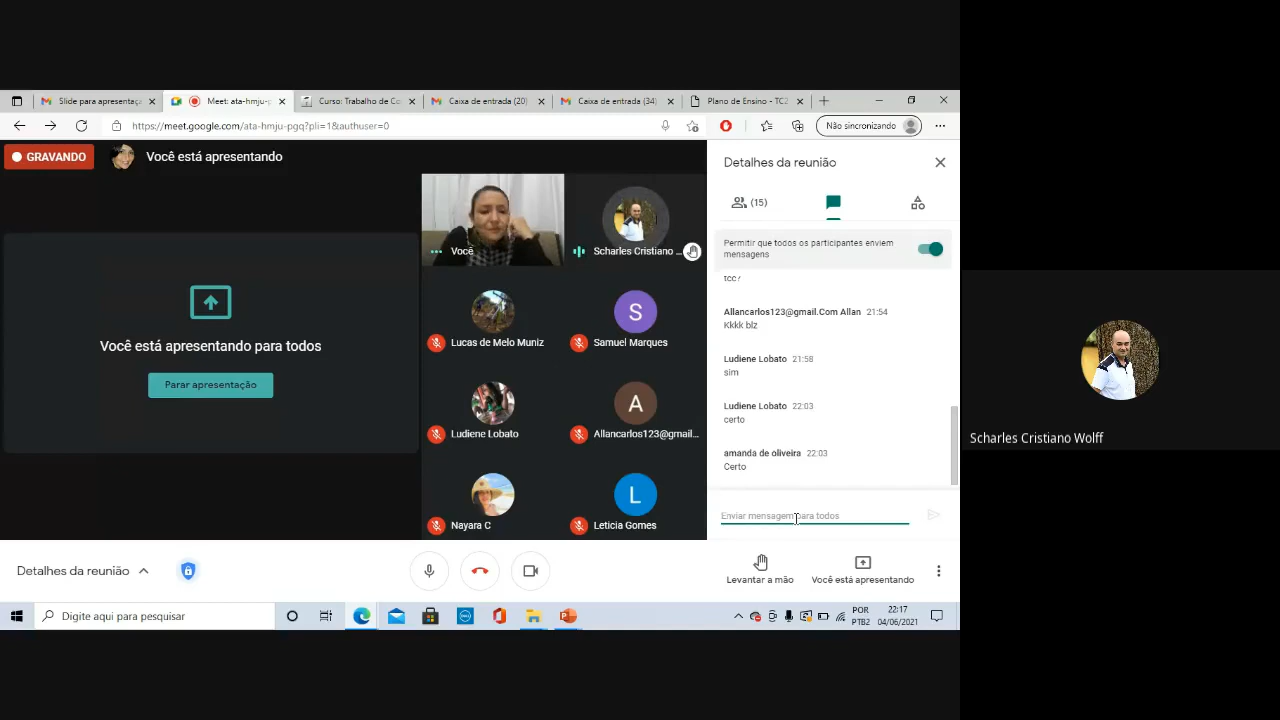 Slide para apresentaç
Meet: ata-hmju-p
Curso: Trabalho de Co
Caixa de entrada (20)
Caixa de entrada (34)
Plano de Ensino - TC2
https://meet.google.com/ata-hmju-pgq?pli=1&authuser=0
Não sincronizando
GRAVANDO
Você está apresentando
Detalhes da reunião
(15)
Permitir que todos os participantes enviem
mensagens
tcc?
Allancarlos123@gmail.Com Allan 21:54
Kkkk blz
Ludiene Lobato 21:58
sim
Ludiene Lobato 22:03
certo
amanda de oliveira 22:03
Certo
Enviar mensagem para todos
Você está apresentando para todos
Parar apresentação
Você
Scharles Cristiano ...
Lucas de Melo Muniz
S
Samuel Marques
Ludiene Lobato
A
Allancarlos123@gmail...
Nayara C
L
Leticia Gomes
Scharles Cristiano Wolff
Detalhes da reunião
Levantar a mão
Você está apresentando
Digite aqui para pesquisar
DELL
POR
PTB2
22:17
04/06/2021